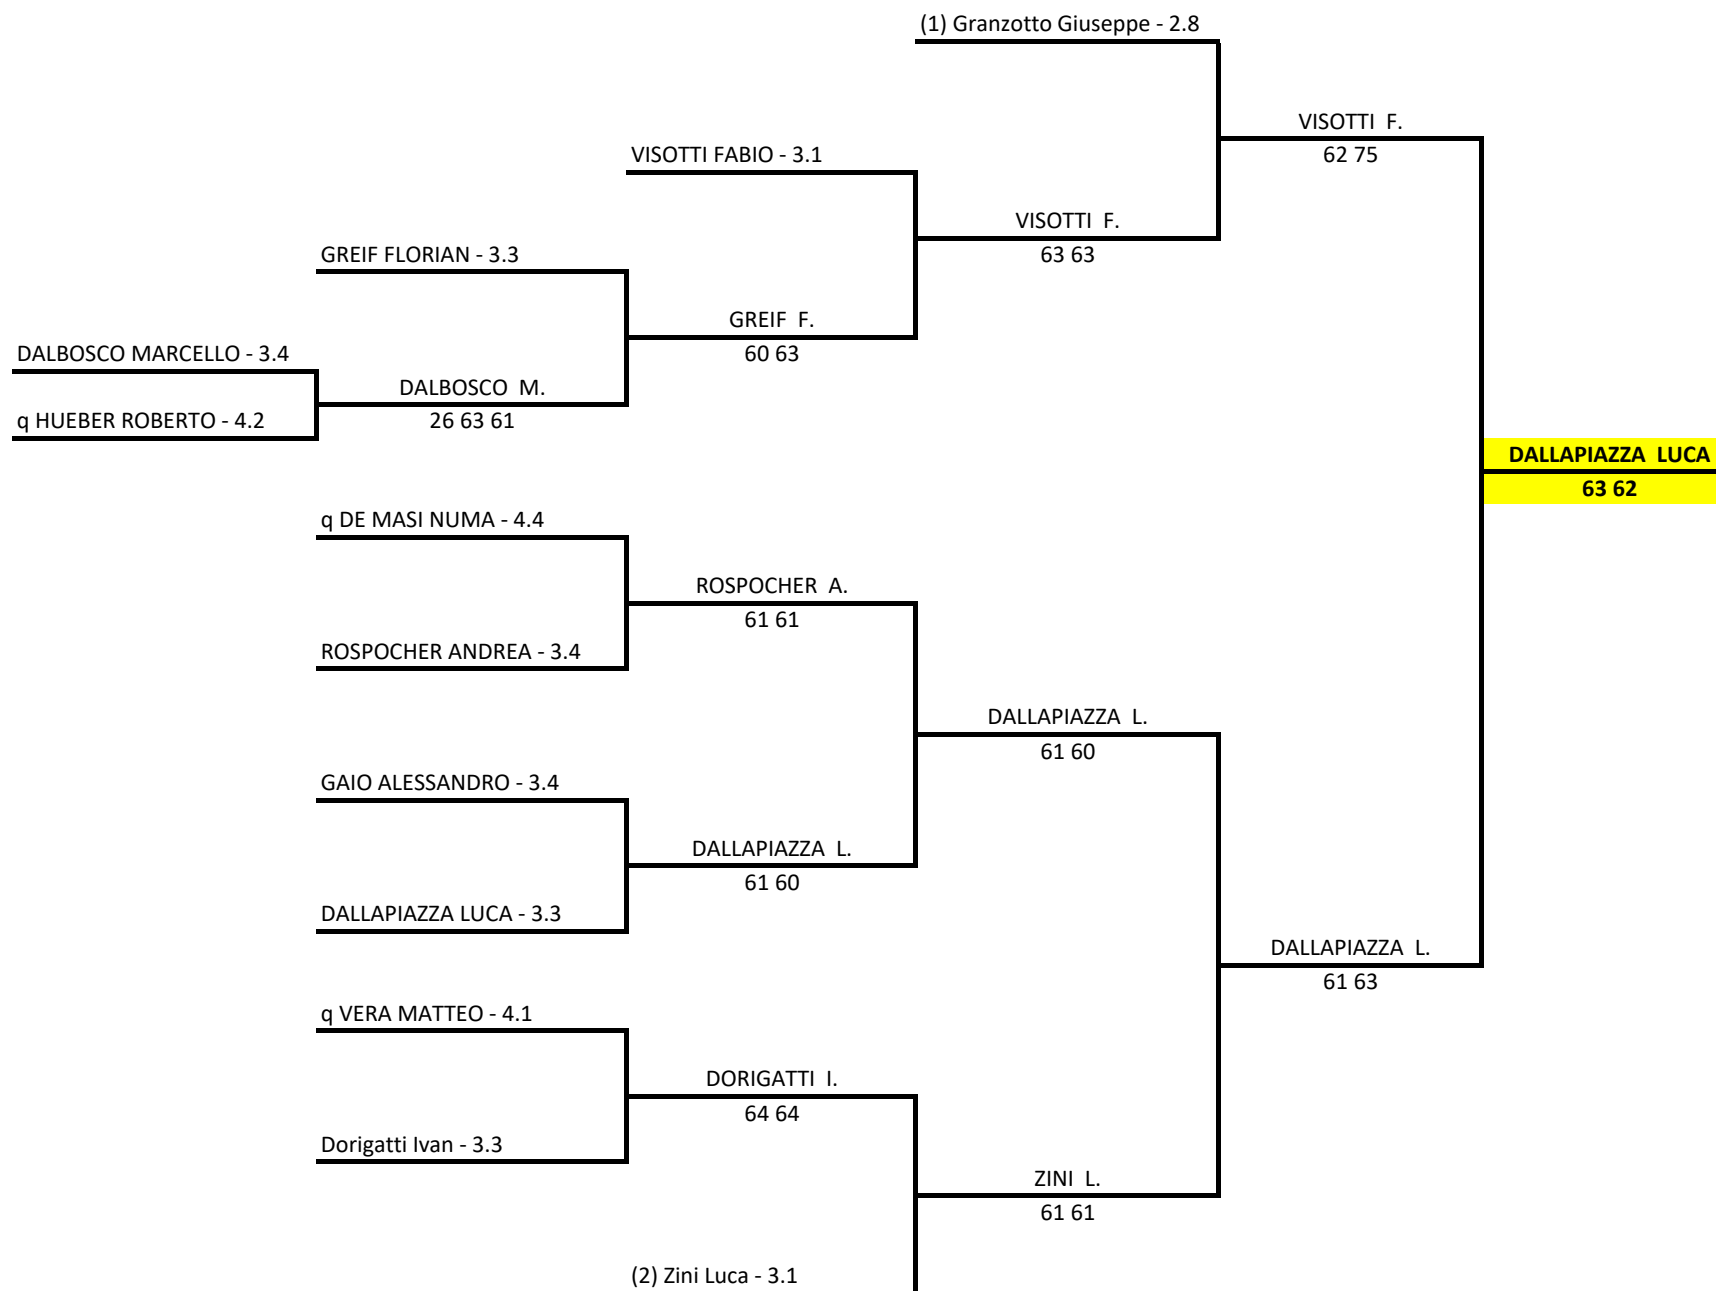 (1) Granzotto Giuseppe - 2.8
VISOTTI F.
62 75
VISOTTI FABIO - 3.1
VISOTTI F.
63 63
GREIF FLORIAN - 3.3
GREIF F.
60 63
DALBOSCO MARCELLO - 3.4
DALBOSCO M.
26 63 61
q HUEBER ROBERTO - 4.2
DALLAPIAZZA LUCA
63 62
q DE MASI NUMA - 4.4
ROSPOCHER A.
61 61
ROSPOCHER ANDREA - 3.4
DALLAPIAZZA L.
61 60
GAIO ALESSANDRO - 3.4
DALLAPIAZZA L.
61 60
DALLAPIAZZA LUCA - 3.3
DALLAPIAZZA L.
61 63
q VERA MATTEO - 4.1
DORIGATTI I.
64 64
Dorigatti Ivan - 3.3
ZINI L.
61 61
(2) Zini Luca - 3.1